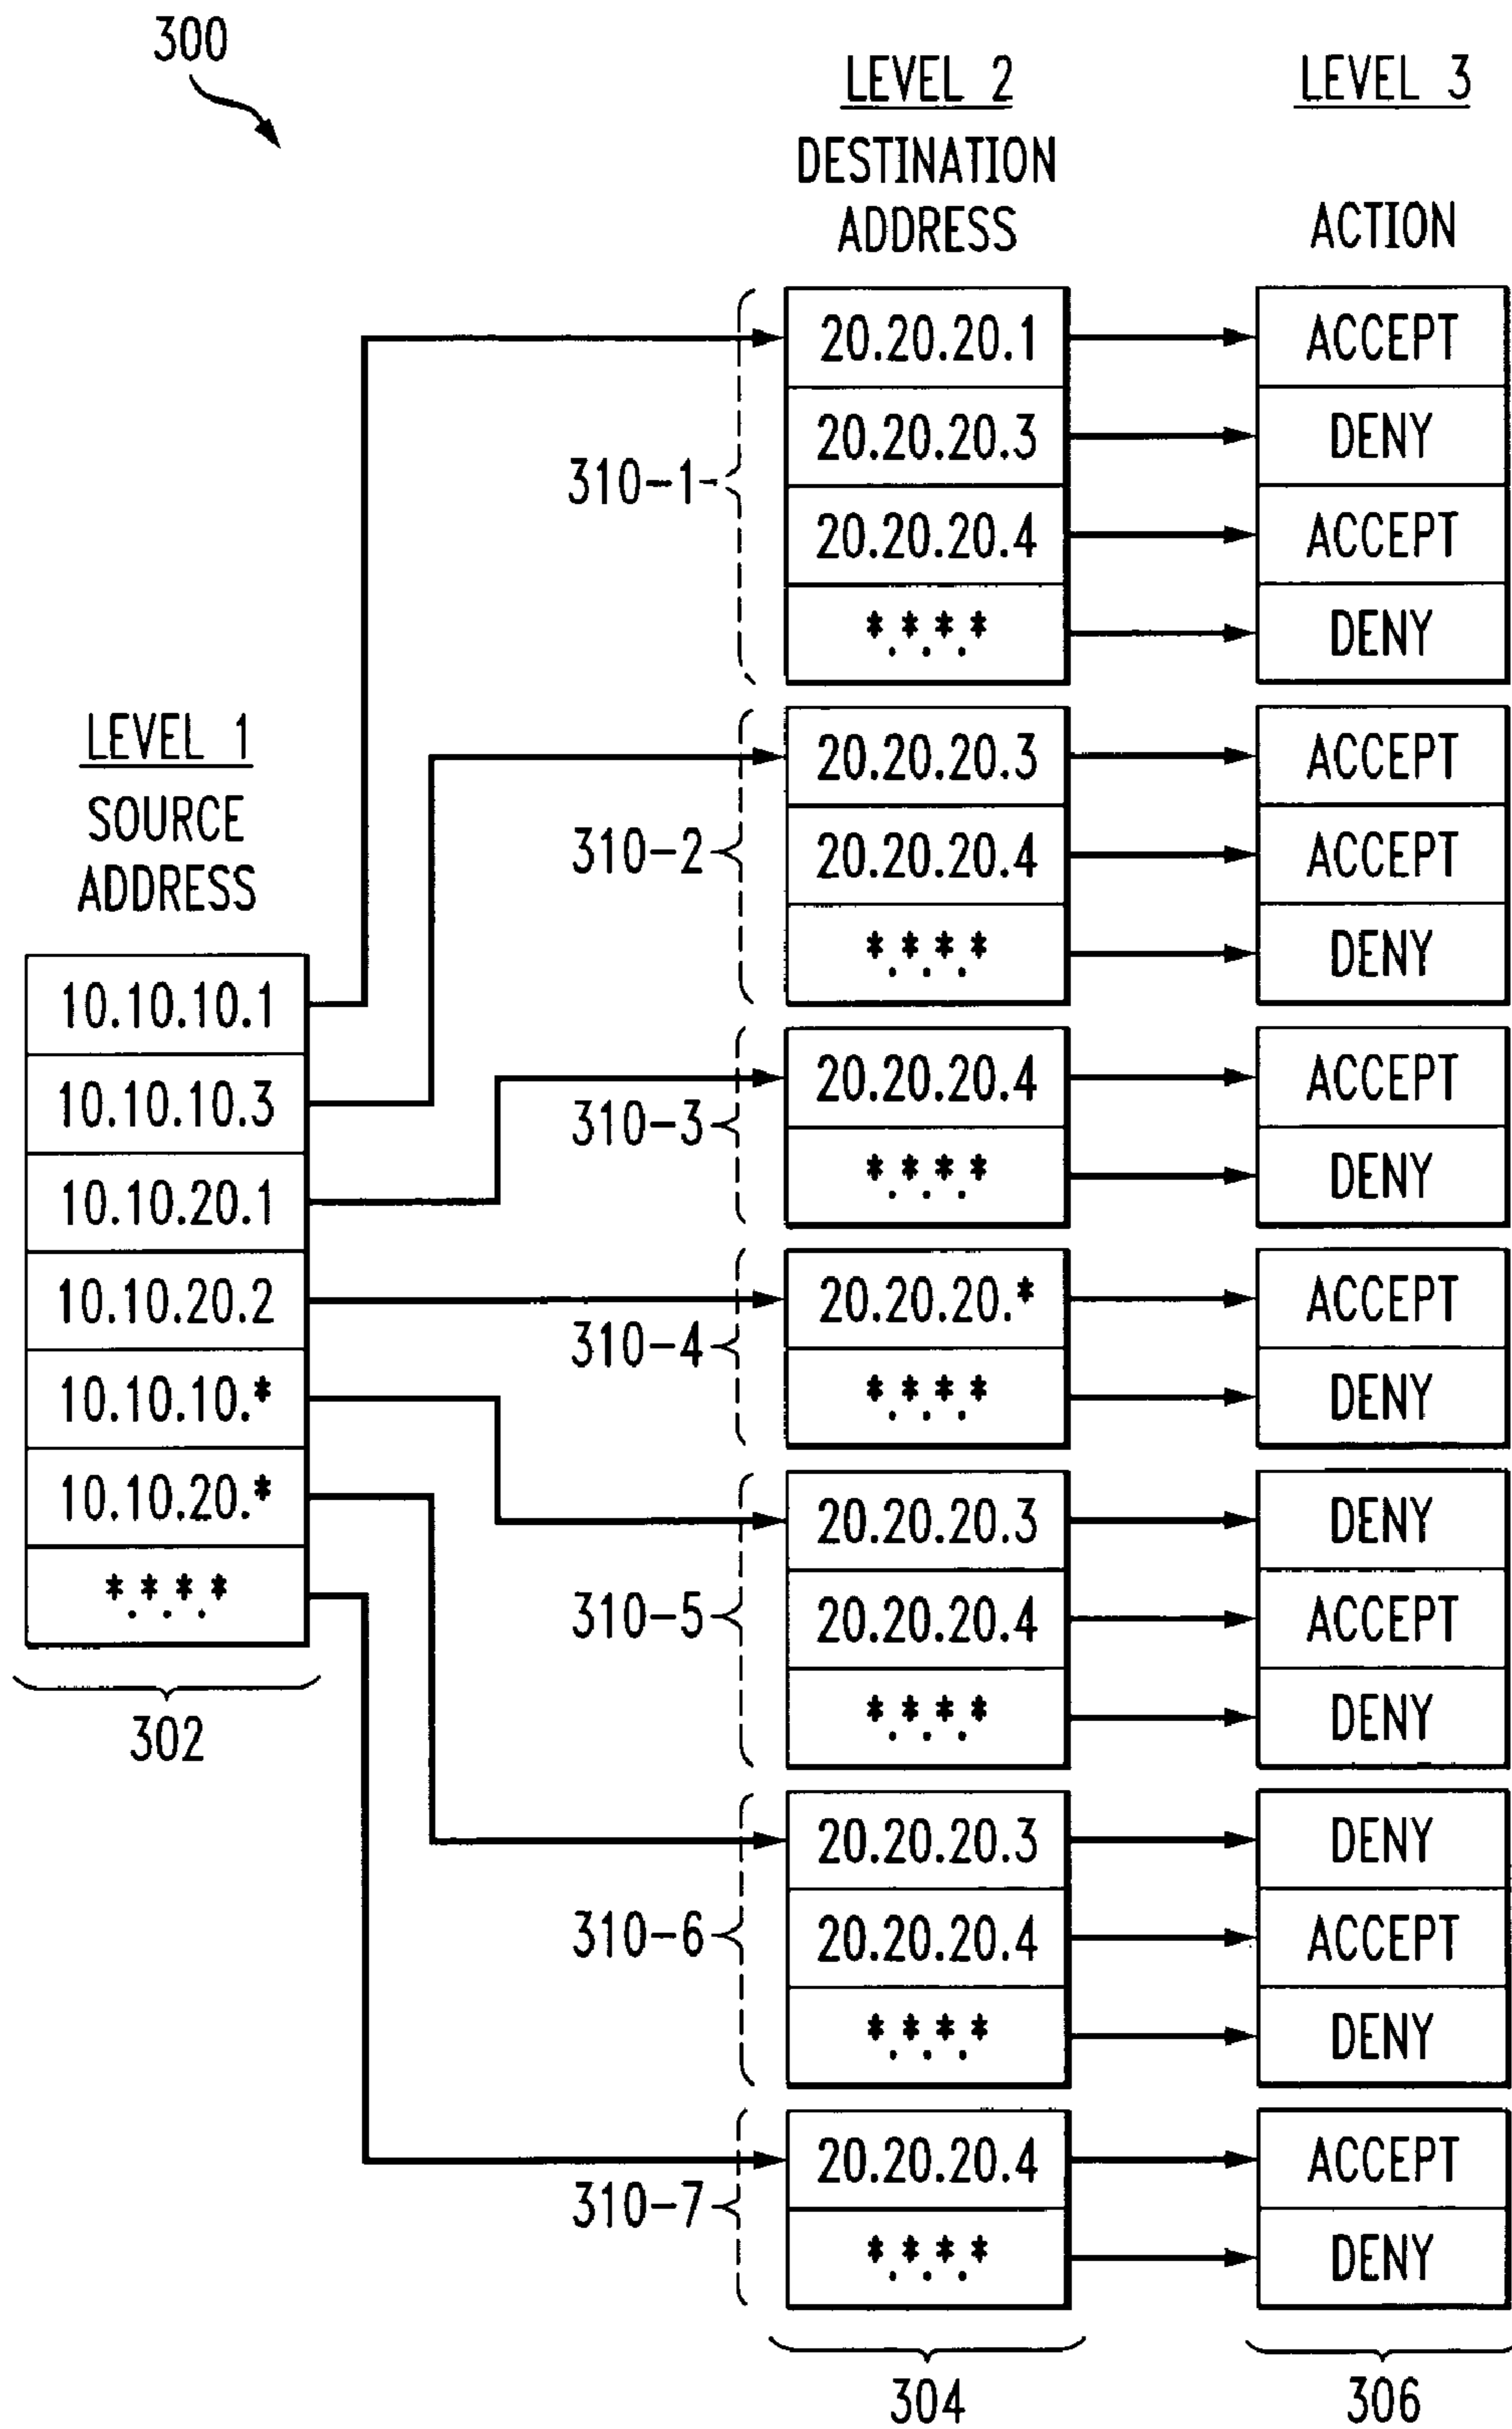 300
LEVEL 2
DESTINATION
ADDRESS
LEVEL 3
ACTION
LEVEL 1
SOURCE
ADDRESS
10.10.10.1
10.10.10.3
10.10.20.1
10.10.20.2
10.10.10.*
10.10.20.*
*.*.*.*
302
310-1
20.20.20.1 ACCEPT
20.20.20.3 DENY
20.20.20.4 ACCEPT
*.*.*.* DENY
310-2
20.20.20.3 ACCEPT
20.20.20.4 ACCEPT
*.*.*.* DENY
310-3
20.20.20.4 ACCEPT
*.*.*.* DENY
310-4
20.20.20.* ACCEPT
*.*.*.* DENY
310-5
20.20.20.3 DENY
20.20.20.4 ACCEPT
*.*.*.* DENY
310-6
20.20.20.3 DENY
20.20.20.4 ACCEPT
*.*.*.* DENY
310-7
20.20.20.4 ACCEPT
*.*.*.* DENY
304
306